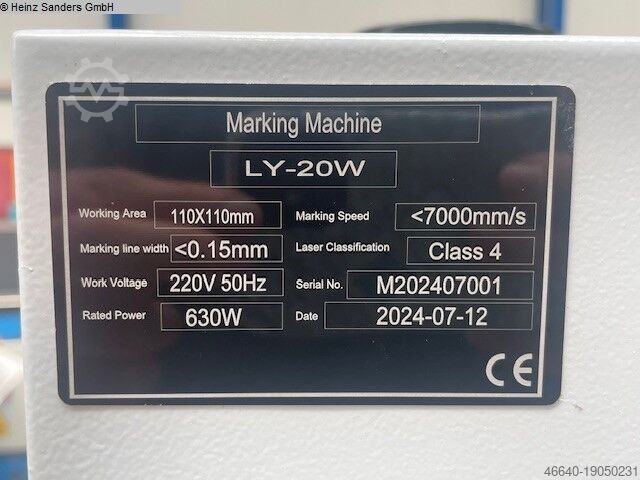 © Heinz Sanders GmbH
Marking Machine
LY-20W
Working Area 110X110mm Marking Speed <7000mm/s
Marking line width <0.15mm Laser Classification Class 4
Work Voltage 220V 50Hz Serial No. M202407001
Rated Power 630W Date 2024-07-12
CE
46640-19050231